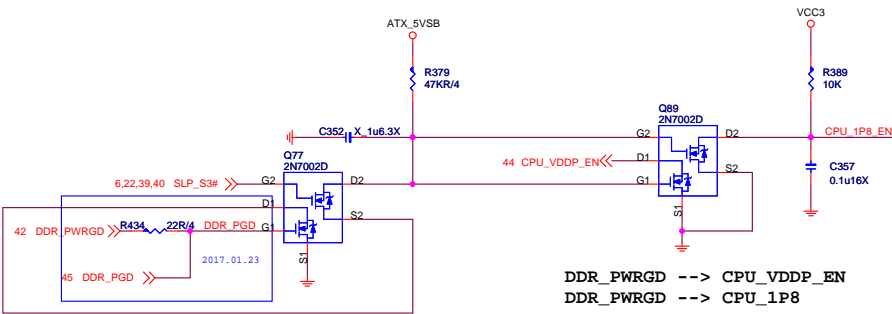 ATX_5VSB
VCC3
R379
47KR/4
R389
10K
Q89
2N7002D
C352
X_1u6.3X
G2
D2
CPU_1P8_EN
Q77
2N7002D
44 CPU_VDDP_EN
D1
S2
C357
0.1u16X
6,22,39,40 SLP_S3#
G2
D2
G1
S1
D1
S2
R434
22R/4
42 DDR_PWRGD
DDR_PGD
G1
S1
2017.01.23
45 DDR_PGD
DDR_PWRGD --> CPU_VDDP_EN
DDR_PWRGD --> CPU_1P8